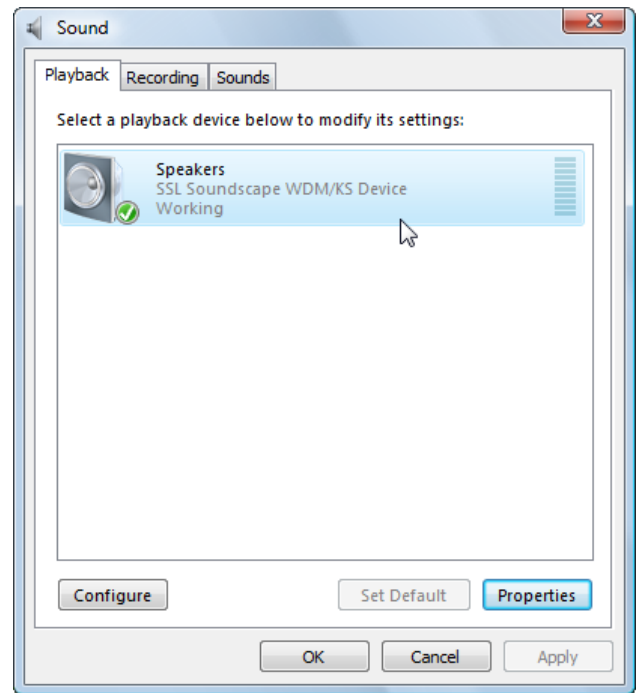 Sound
Playback Recording Sounds
Select a playback device below to modify its settings:
Speakers
SSL Soundscape WDM/KS Device
Working
Configure Set Default Properties
OK Cancel Apply